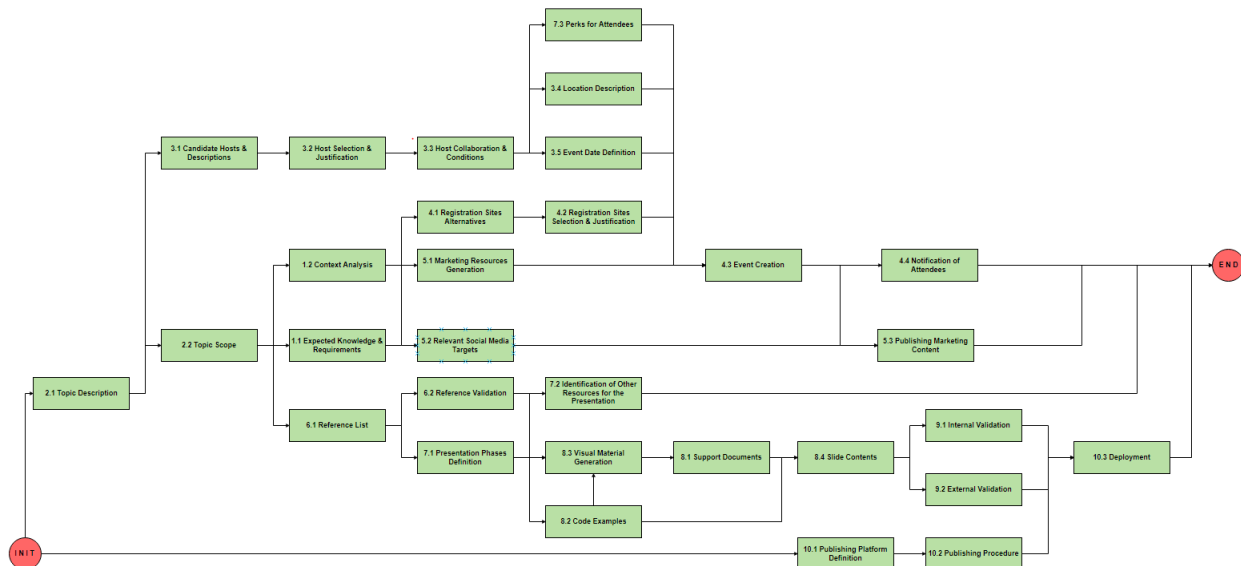 7.3 Perks for Attendees
3.4 Location Description
3.1 Candidate Hosts &
Descriptions
3.2 Host Selection &
Justification
3.3 Host Collaboration &
Conditions
3.5 Event Date Definition
4.1 Registration Sites
Alternatives
4.2 Registration Sites
Selection & Justification
1.2 Context Analysis
5.1 Marketing Resources
Generation
4.3 Event Creation
4.4 Notification of
Attendees
E N D
2.2 Topic Scope
1.1 Expected Knowledge &
Requirements
5.2 Relevant Social Media
Targets
5.3 Publishing Marketing
Content
2.1 Topic Description
6.2 Reference Validation
7.2 Identification of Other
Resources for the
Presentation
6.1 Reference List
9.1 Internal Validation
7.1 Presentation Phases
Definition
8.3 Visual Material
Generation
8.1 Support Documents
8.4 Slide Contents
10.3 Deployment
9.2 External Validation
8.2 Code Examples
I N I T
10.1 Publishing Platform
Definition
10.2 Publishing Procedure